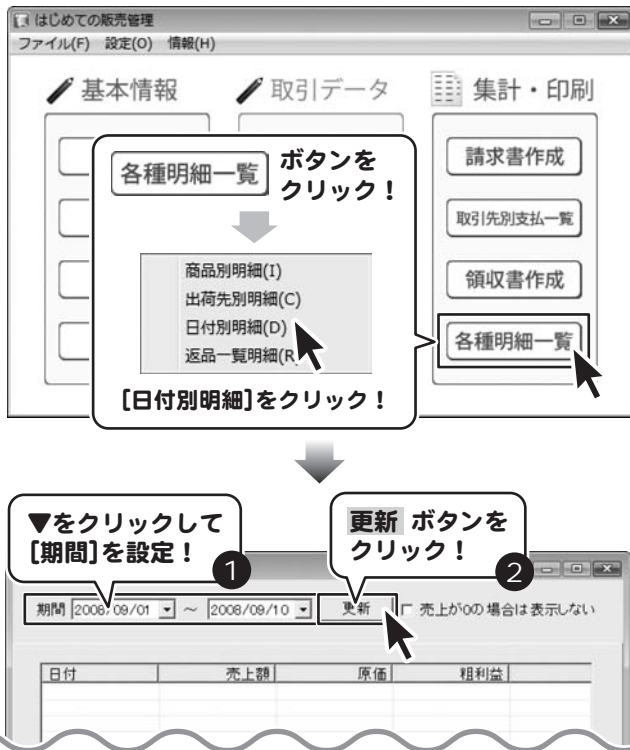 はじめての販売管理
ファイル(F) 設定(O) 情報(H)
基本情報
取引データ
集計・印刷
請求書作成
取引先別支払一覧
領収書作成
各種明細一覧
各種明細一覧 ボタンを
クリック！
商品別明細(I)
出荷先別明細(C)
日付別明細(D)
返品一覧明細(R
[日付別明細]をクリック！
▼をクリックして
[期間]を設定！
1
更新 ボタンを
クリック！
2
期間 2008/09/01 ～ 2008/09/10 更新 売上が0の場合は表示しない
日付 売上額 原価 粗利益